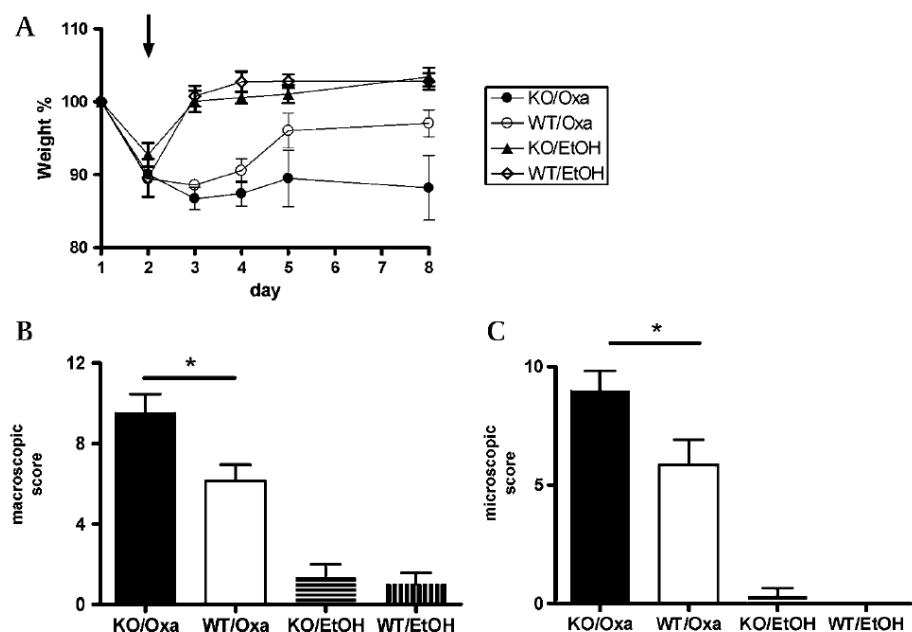 A
110
100
90
80
Weight %
1 2 3 4 5 6 7 8
day
KO/Oxa
WT/Oxa
KO/EtOH
WT/EtOH
B
12
8
4
0
macroscopic
score
*
KO/Oxa WT/Oxa KO/EtOH WT/EtOH
C
10
5
0
microscopic
score
*
KO/Oxa WT/Oxa KO/EtOH WT/EtOH